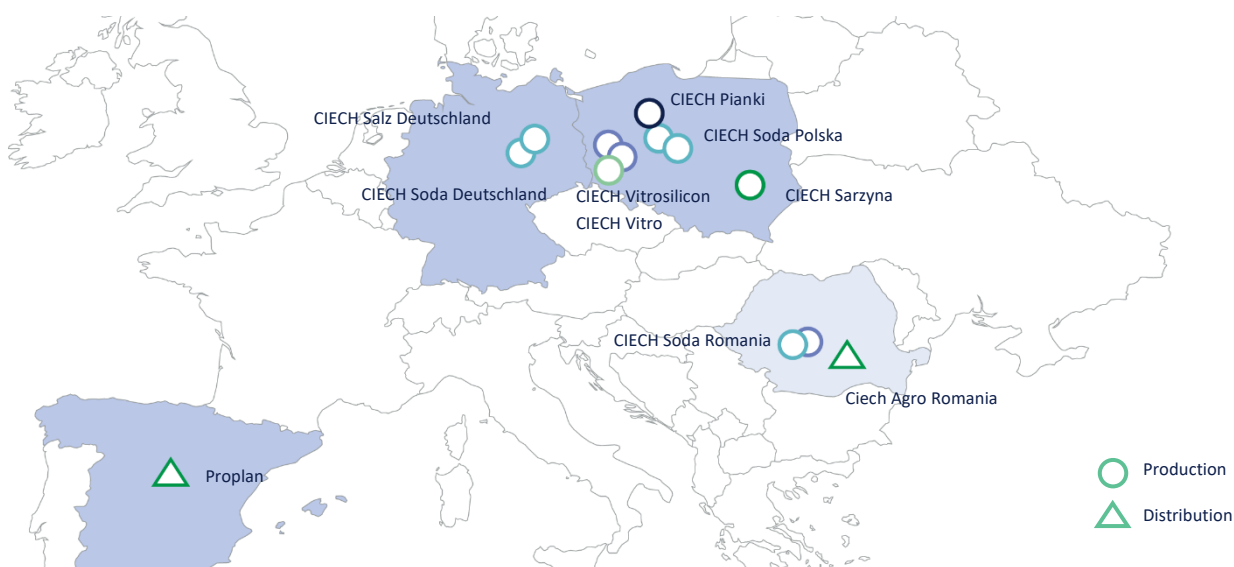 CIECH Pianki
CIECH Salz Deutschland
CIECH Soda Polska
CIECH Soda Deutschland
CIECH Vitrosilicon
CIECH Sarzyna
CIECH Vitro
CIECH Soda Romania
Ciech Agro Romania
Proplan
Production
Distribution